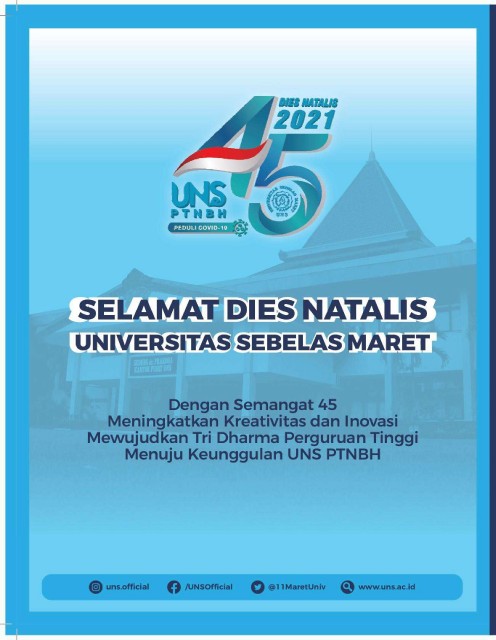 DIES NATALIS
2021
45
UNS
PTNBH
PEDULI COVID-19
UNS
SELAMAT DIES NATALIS
UNIVERSITAS SEBELAS MARET
Dengan Semangat 45
Meningkatkan Kreativitas dan Inovasi
Mewujudkan Tri Dharma Perguruan Tinggi
Menuju Keunggulan UNS PTNBH
uns.official /UNSOfficial @11MaretUniv www.uns.ac.id